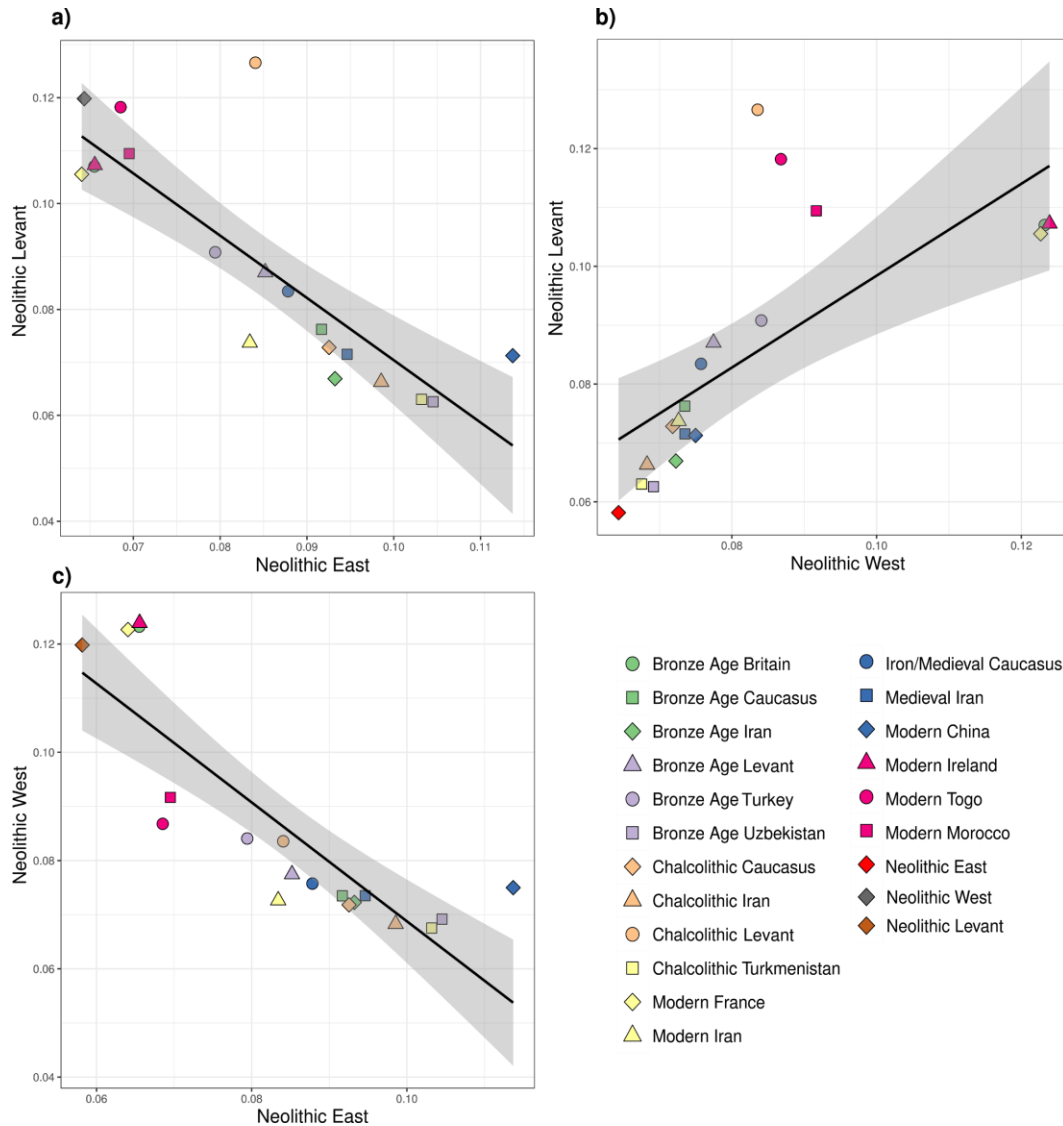 a)
0.12
0.10
0.08
0.06
0.04
Neolithic Levant
0.07
0.08
0.09
0.10
0.11
Neolithic East
b)
0.12
0.10
0.08
0.06
Neolithic Levant
0.08
0.10
0.12
Neolithic West
c)
0.12
0.10
0.08
0.06
0.04
Neolithic West
0.06
0.08
0.10
Neolithic East
Bronze Age Britain
Bronze Age Caucasus
Bronze Age Iran
Bronze Age Levant
Bronze Age Turkey
Bronze Age Uzbekistan
Chalcolithic Caucasus
Chalcolithic Iran
Chalcolithic Levant
Chalcolithic Turkmenistan
Modern France
Modern Iran
Iron/Medieval Caucasus
Medieval Iran
Modern China
Modern Ireland
Modern Togo
Modern Morocco
Neolithic East
Neolithic West
Neolithic Levant